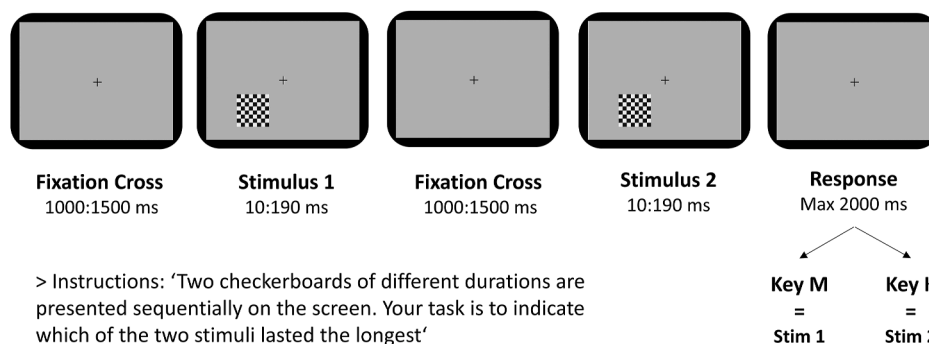 Fixation Cross
1000:1500 ms
Stimulus 1
10:190 ms
Fixation Cross
1000:1500 ms
Stimulus 2
10:190 ms
Response
Max 2000 ms
> Instructions: ‘Two checkerboards of different durations are
presented sequentially on the screen. Your task is to indicate
which of the two stimuli lasted the longest‘
Key M
=
Stim 1
Key
=
Stim